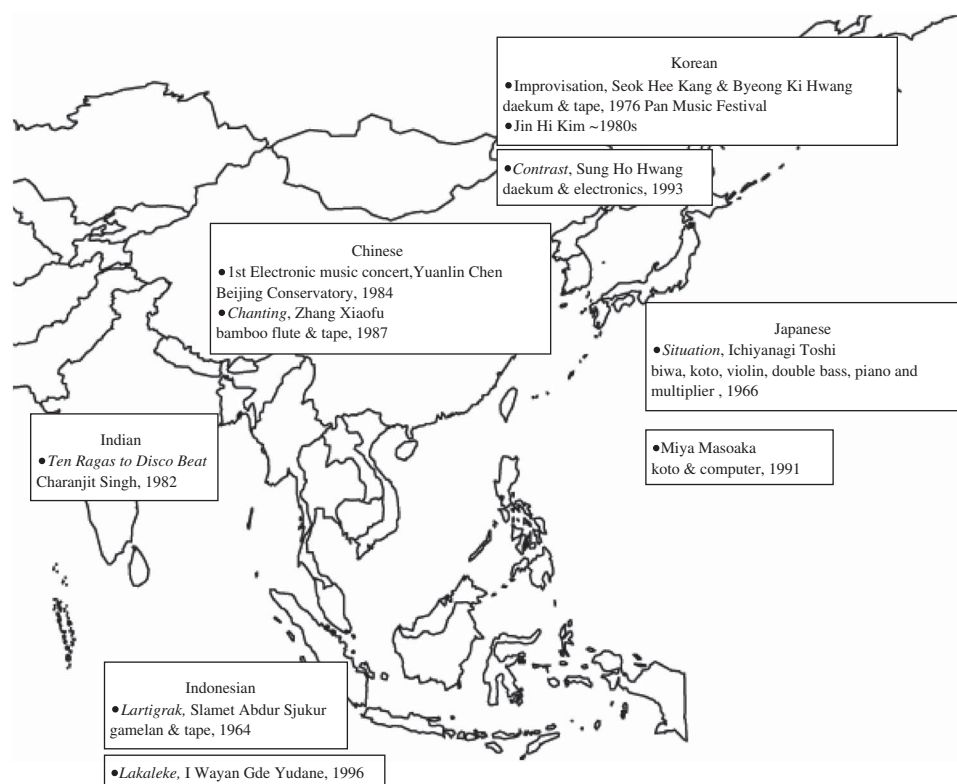 Korean
●Improvisation, Seok Hee Kang & Byeong Ki Hwang
daekum & tape, 1976 Pan Music Festival
●Jin Hi Kim ~1980s
●Contrast, Sung Ho Hwang
daekum & electronics, 1993
Chinese
●1st Electronic music concert,Yuanlin Chen
Beijing Conservatory, 1984
●Chanting, Zhang Xiaofu
bamboo flute & tape, 1987
Japanese
●Situation, Ichiyanagi Toshi
biwa, koto, violin, double bass, piano and
multiplier , 1966
●Miya Masoaka
koto & computer, 1991
Indian
●Ten Ragas to Disco Beat
Charanjit Singh, 1982
Indonesian
●Lartigrak, Slamet Abdur Sjukur
gamelan & tape, 1964
●Lakaleke, I Wayan Gde Yudane, 1996